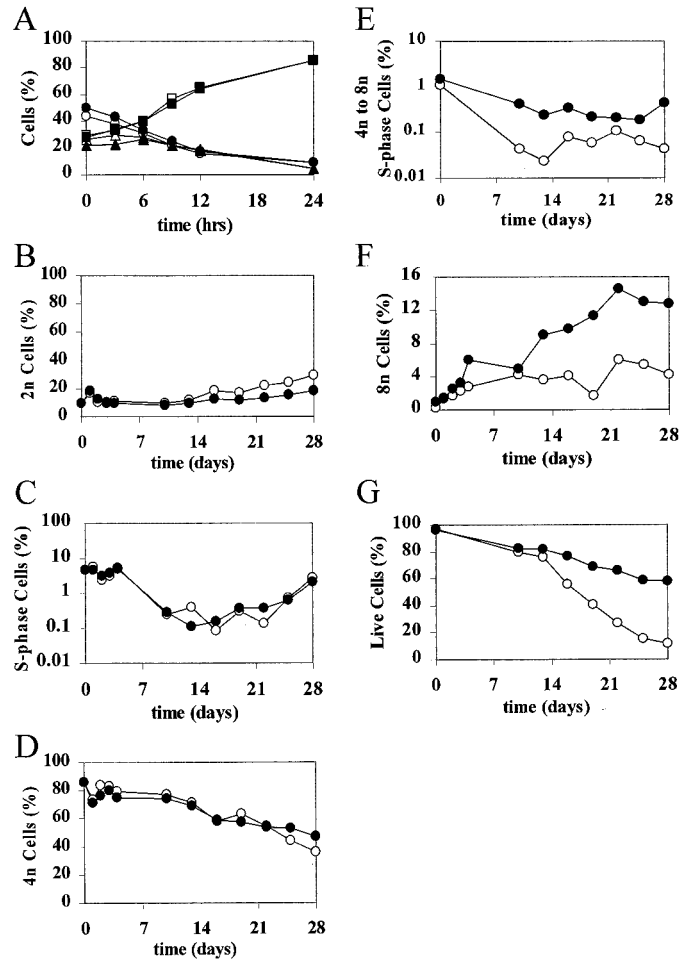 A
Cells (%)
100
80
60
40
20
0
0 6 12 18 24
time (hrs)
B
2n Cells (%)
100
80
60
40
20
0
0 7 14 21 28
time (days)
C
S-phase Cells (%)
100
10
1
0.1
0.01
0 7 14 21 28
time (days)
D
4n Cells (%)
100
80
60
40
20
0
0 7 14 21 28
time (days)
E
4n to 8n
S-phase Cells (%)
10
1
0.1
0.01
0 7 14 21 28
time (days)
F
8n Cells (%)
16
12
8
4
0
0 7 14 21 28
time (days)
G
Live Cells (%)
100
80
60
40
20
0
0 7 14 21 28
time (days)